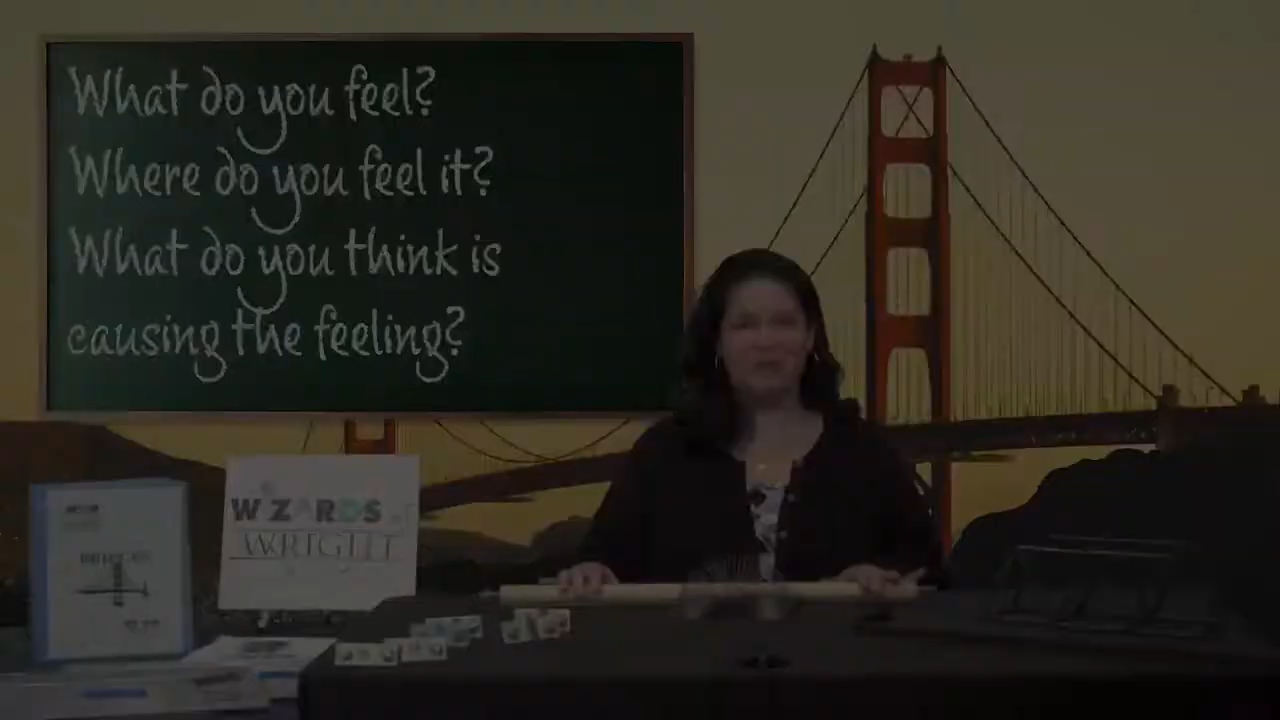 What do you feel?
Where do you feel it?
What do you think is
causing the feeling?
WIZARDS of
WRIGHT